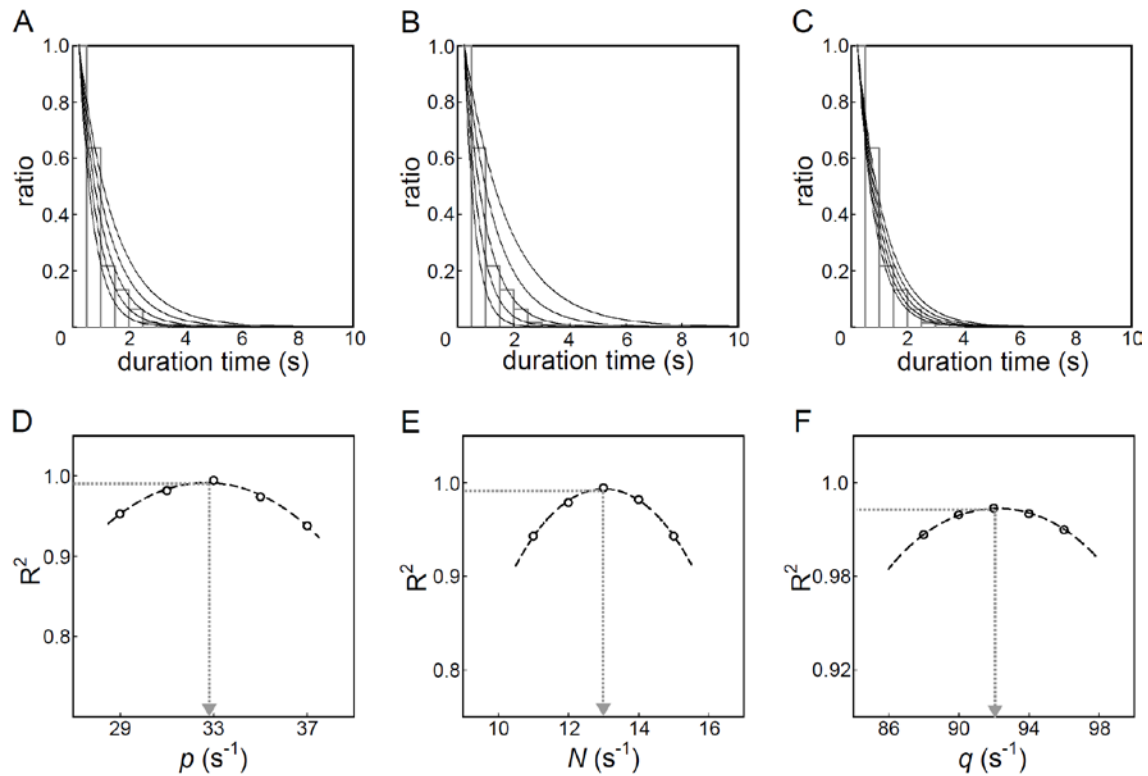 A
1.0
0.8
0.6
0.4
0.2
ratio
0 2 4 6 8 10
duration time (s)
B
1.0
0.8
0.6
0.4
0.2
ratio
0 2 4 6 8 10
duration time (s)
C
1.0
0.8
0.6
0.4
0.2
ratio
0 2 4 6 8 10
duration time (s)
D
1.0
0.9
0.8
R2
29 33 37
p (s-1)
E
1.0
0.9
0.8
R2
10 12 14 16
N (s-1)
F
1.0
0.98
0.92
R2
86 90 94 98
q (s-1)